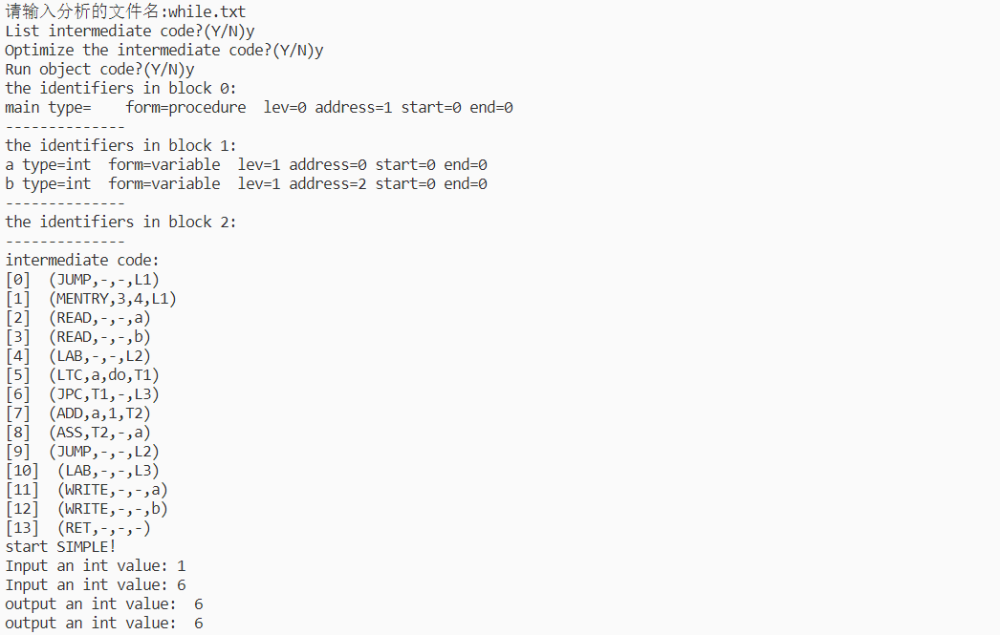 请输入分析的文件名:while.txt
List intermediate code?(Y/N)y
Optimize the intermediate code?(Y/N)y
Run object code?(Y/N)y
the identifiers in block 0:
main type=    form=procedure  lev=0 address=1 start=0 end=0
--------------
the identifiers in block 1:
a type=int  form=variable  lev=1 address=0 start=0 end=0
b type=int  form=variable  lev=1 address=2 start=0 end=0
--------------
the identifiers in block 2:
--------------
intermediate code:
[0]  (JUMP,-,-,L1)
[1]  (MENTRY,3,4,L1)
[2]  (READ,-,-,a)
[3]  (READ,-,-,b)
[4]  (LAB,-,-,L2)
[5]  (LTC,a,do,T1)
[6]  (JPC,T1,-,L3)
[7]  (ADD,a,1,T2)
[8]  (ASS,T2,-,a)
[9]  (JUMP,-,-,L2)
[10]  (LAB,-,-,L3)
[11]  (WRITE,-,-,a)
[12]  (WRITE,-,-,b)
[13]  (RET,-,-,-)
start SIMPLE!
Input an int value: 1
Input an int value: 6
output an int value:  6
output an int value:  6